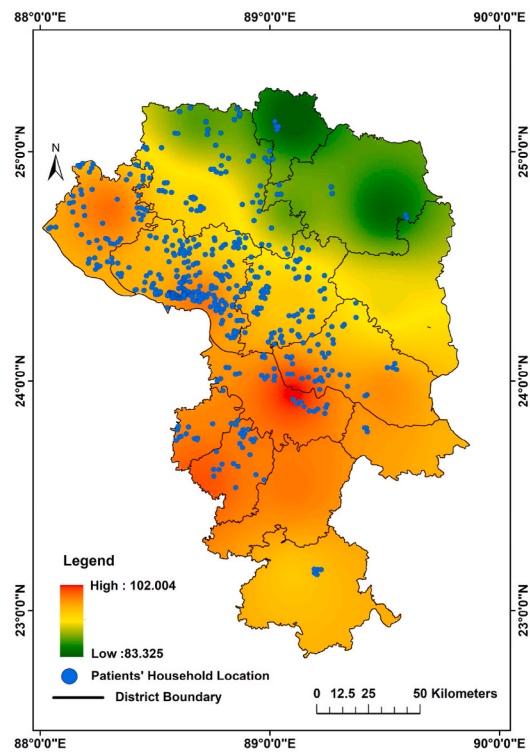 88°0'0"E 89°0'0"E 90°0'0"E
25°0'0"N 25°0'0"N
N
24°0'0"N 24°0'0"N
23°0'0"N 23°0'0"N
Legend
High : 102.004
Low :83.325
Patients' Household Location
District Boundary
0 12.5 25 50 Kilometers
88°0'0"E 89°0'0"E 90°0'0"E